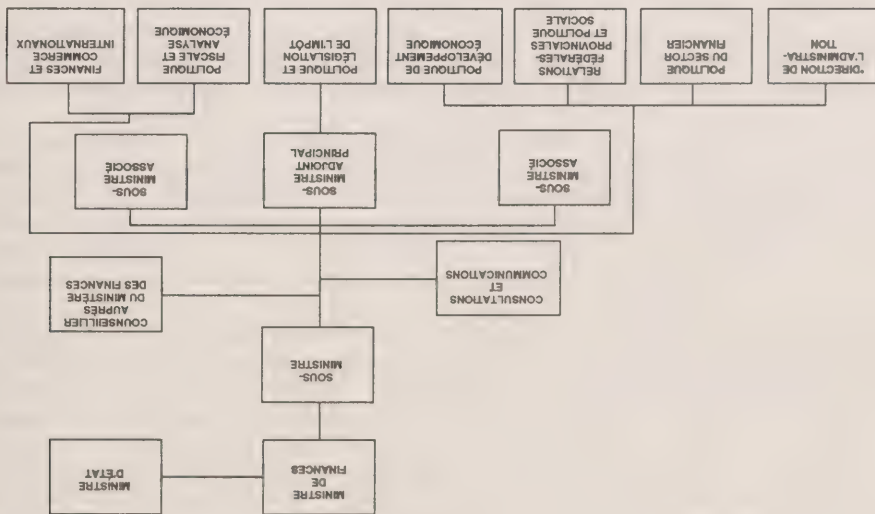 MINISTRE
DE
FINANCES
MINISTRE
D'ÉTAT
SOUS-
MINISTRE
CONSULTATIONS
ET
COMMUNICATIONS
COUNSEILLIER
AUPRÈS
DU MINISTÈRE
DES FINANCES
SOUS-
MINISTRE
ASSOCIÉ
SOUS-
MINISTRE
ADJOINT
PRINCIPAL
SOUS-
MINISTRE
ASSOCIÉ
*DIRECTION DE
L'ADMINISTRA-
TION
POLITIQUE
DU SECTOR
FINANCIER
RELATIONS
FÉDÉRALES-
PROVINCIALES
ET POLITIQUE
SOCIALE
POLITIQUE DE
DÉVELOPPEMENT
ÉCONOMIQUE
POLITIQUE ET
LÉGISLATION
DE L'IMPÔT
POLITIQUE
FISCALE ET
ANALYSE
ÉCONOMIQUE
FINANCES ET
COMMERCE
INTERNATIONAUX